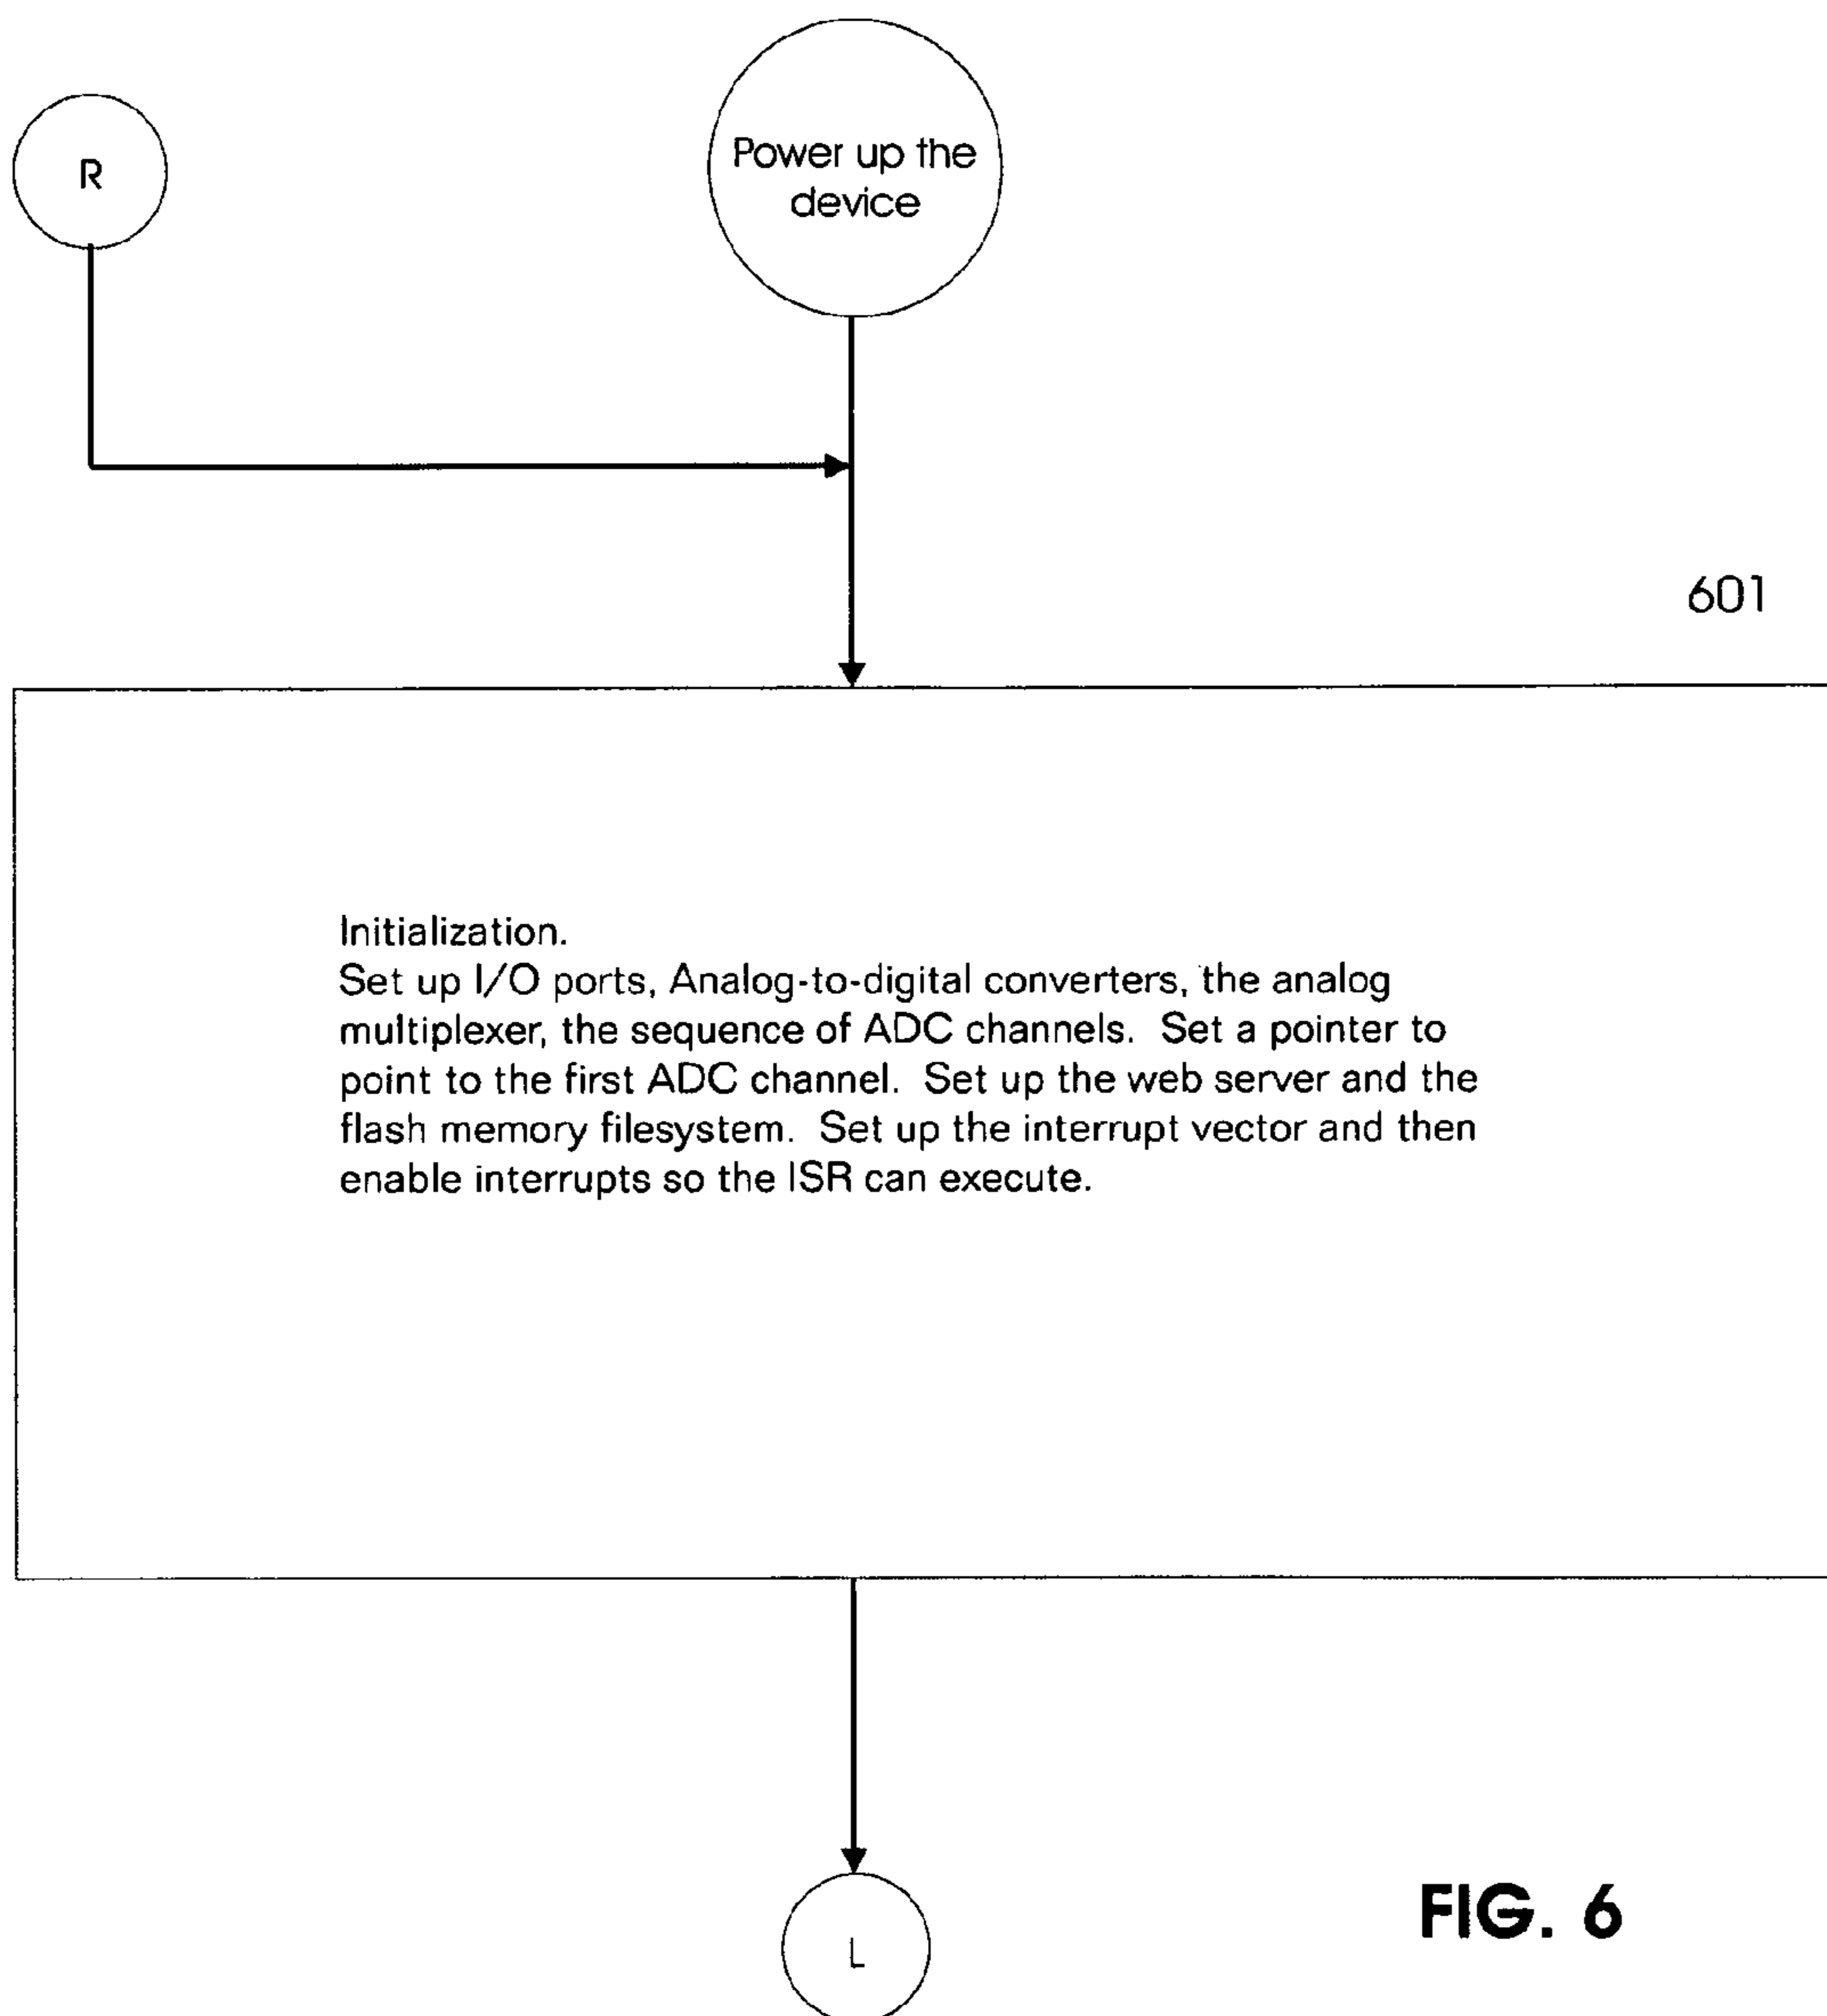 R
Power up the
device
601
Initialization.
Set up I/O ports, Analog-to-digital converters, the analog
multiplexer, the sequence of ADC channels.  Set a pointer to
point to the first ADC channel.  Set up the web server and the
flash memory filesystem.  Set up the interrupt vector and then
enable interrupts so the ISR can execute.
L
FIG. 6